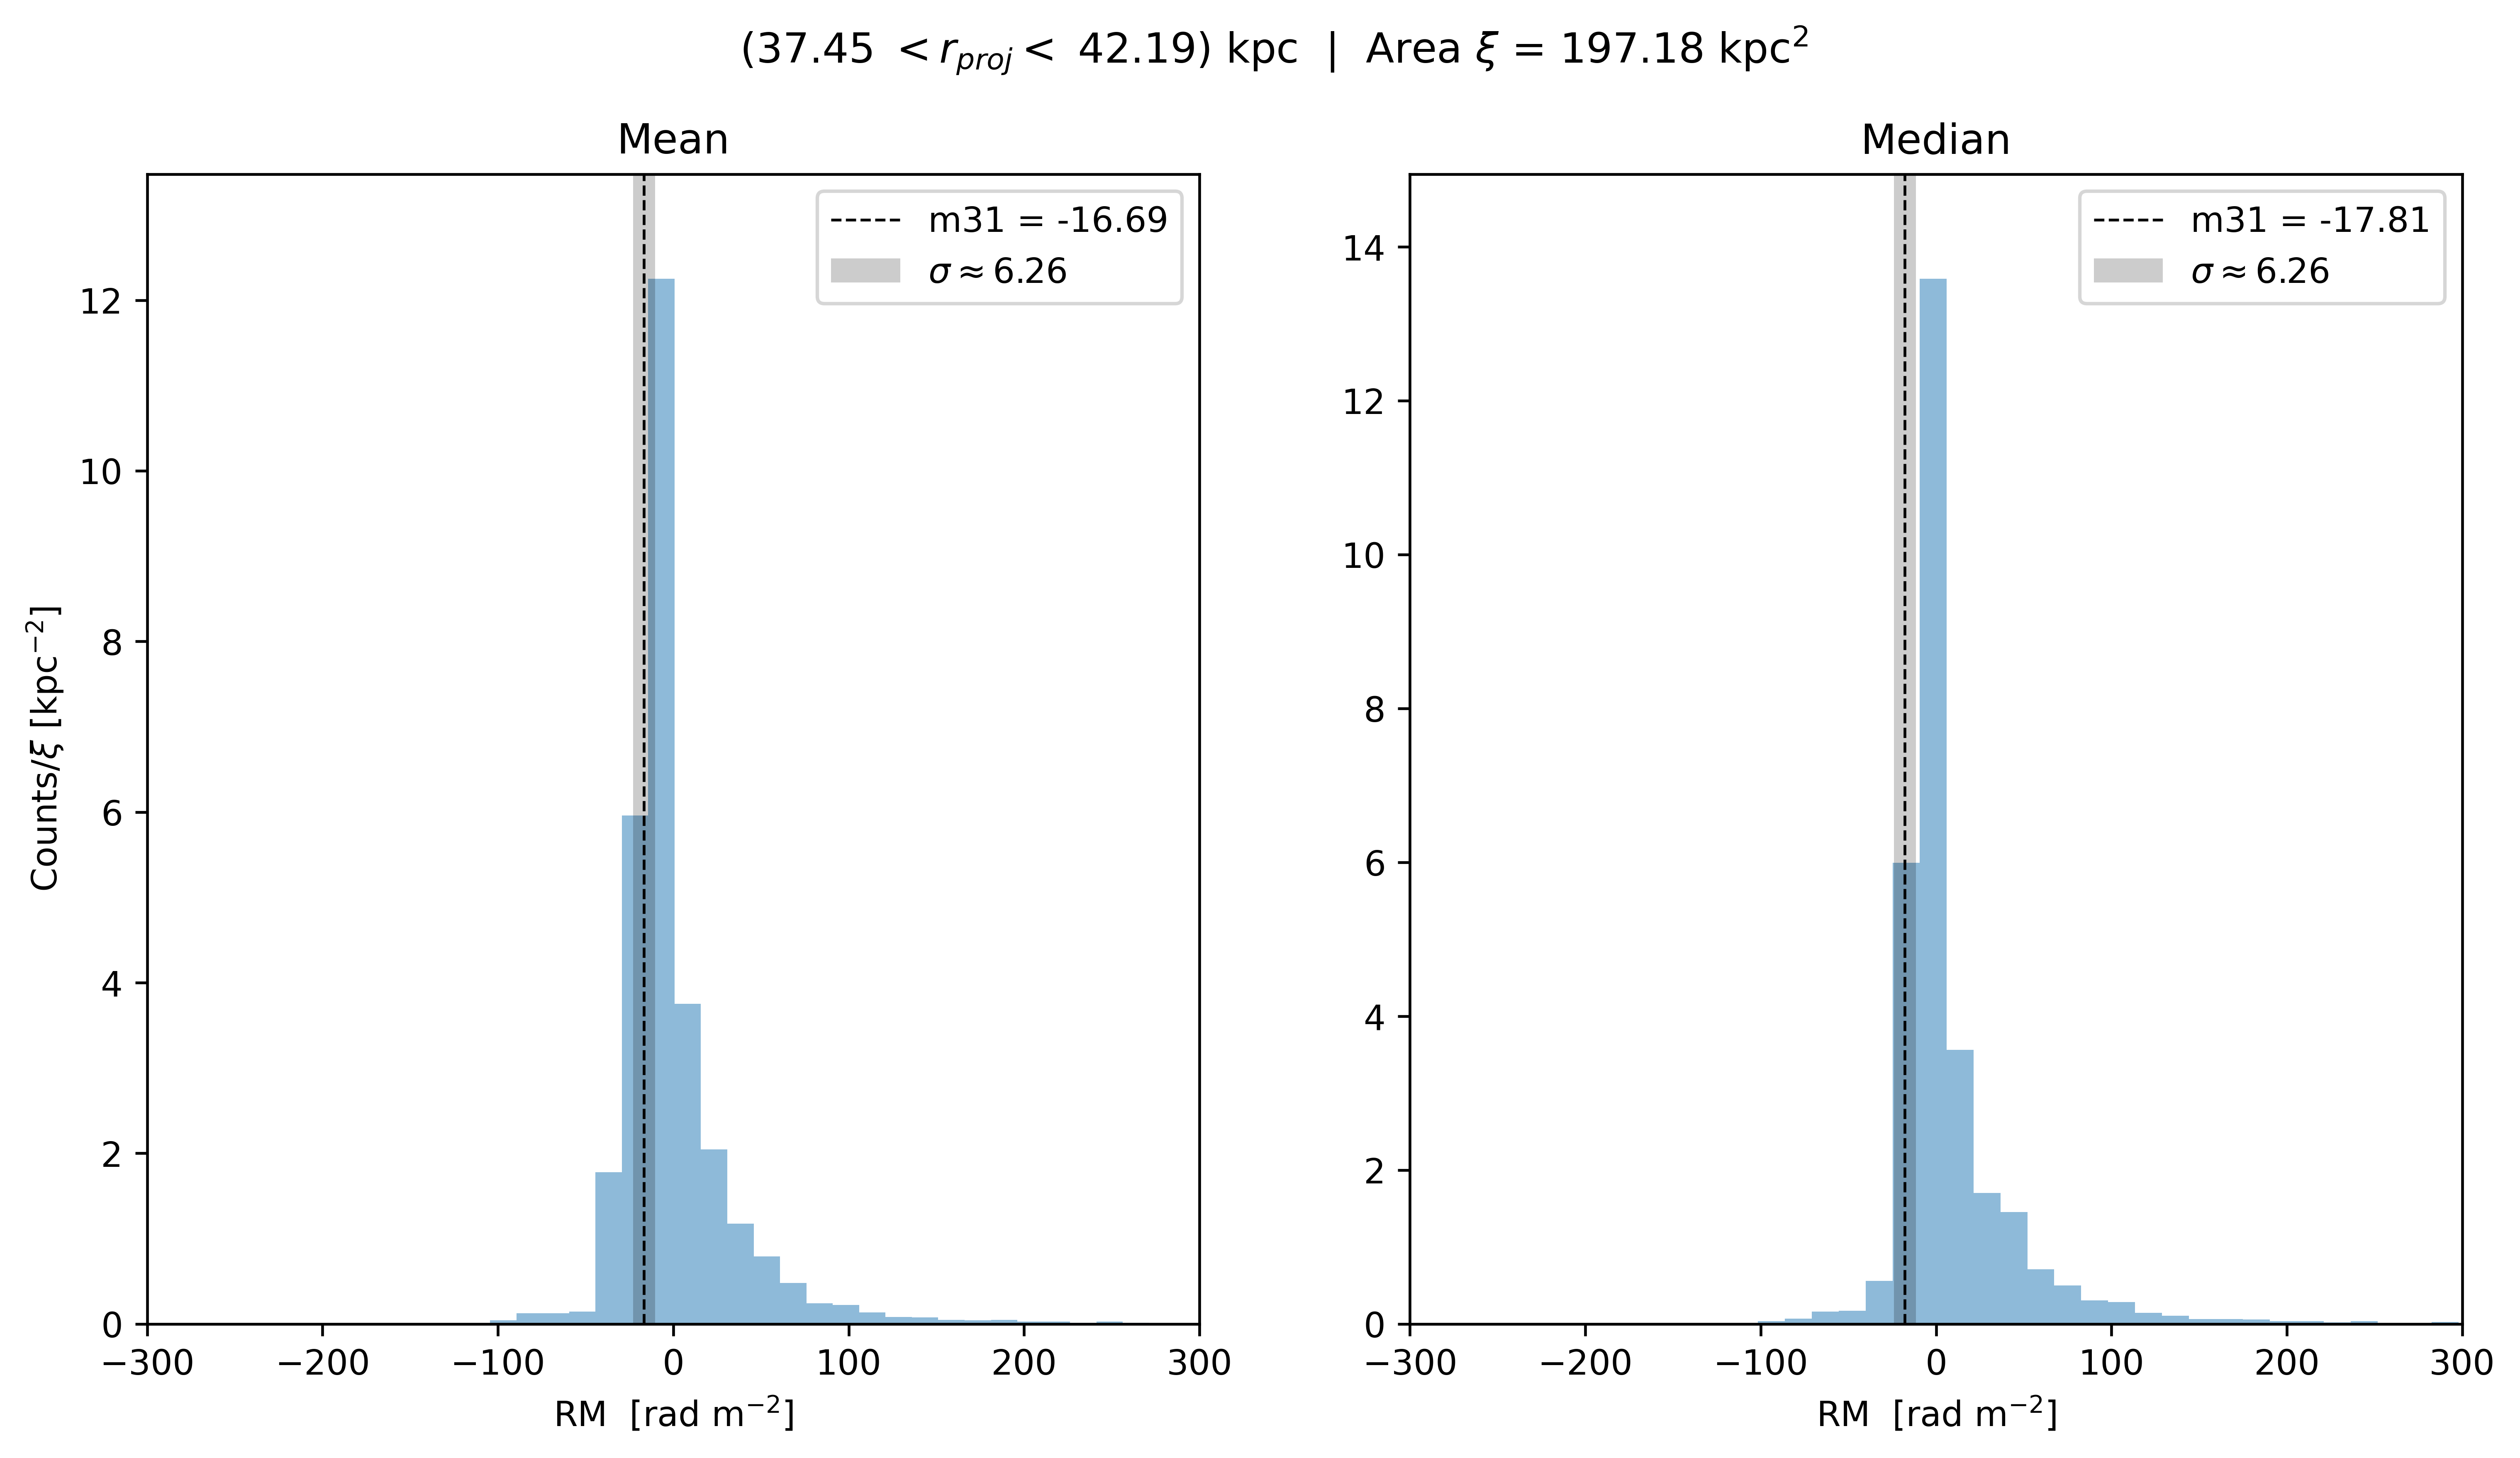 (37.45 < r_proj < 42.19) kpc | Area ξ = 197.18 kpc²
Mean
m31 = -16.69
σ ≈ 6.26
Counts/ξ [kpc⁻²]
12
10
8
6
4
2
0
−300 −200 −100 0 100 200 300
RM [rad m⁻²]
Median
m31 = -17.81
σ ≈ 6.26
14
12
10
8
6
4
2
0
−300 −200 −100 0 100 200 300
RM [rad m⁻²]